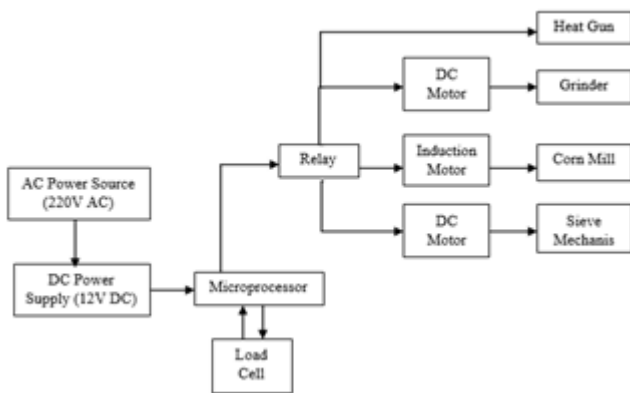 Heat Gun
DC
Motor
Grinder
Relay
Induction
Motor
Corn Mill
AC Power Source
(220V AC)
DC
Motor
Sieve
Mechanis
DC Power
Supply (12V DC)
Microprocessor
Load
Cell